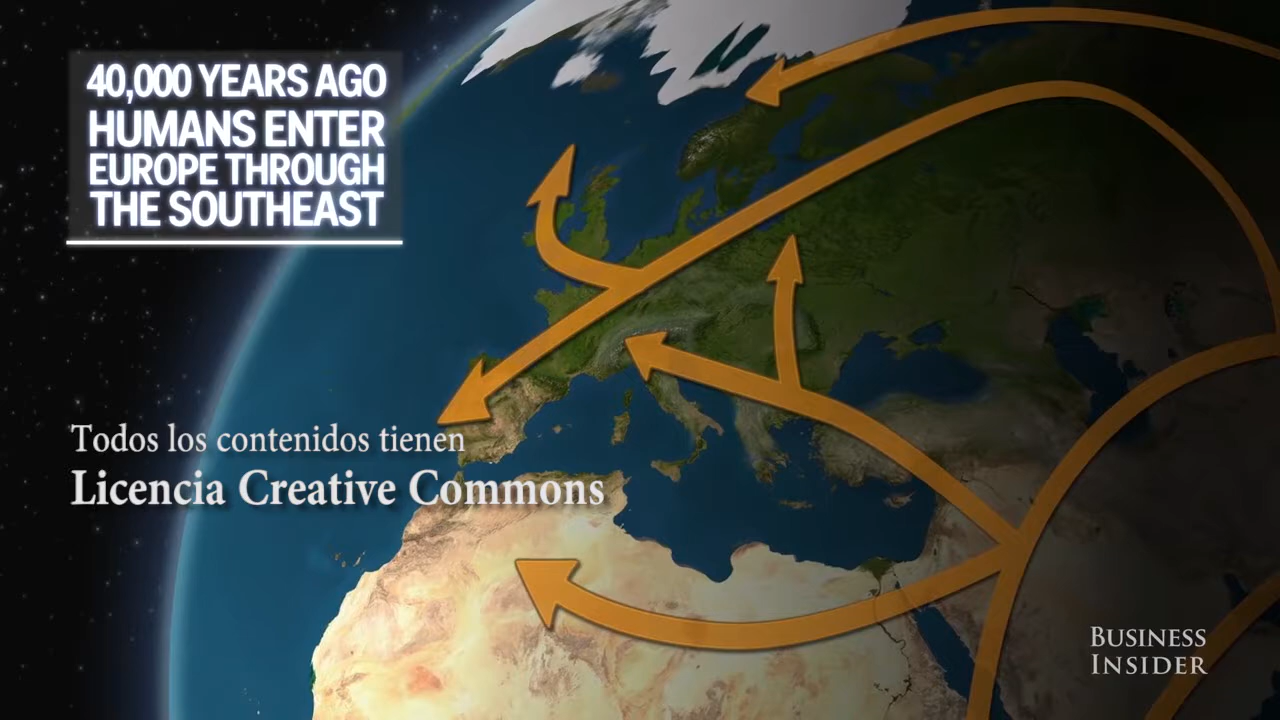 40,000 YEARS AGO
HUMANS ENTER
EUROPE THROUGH
THE SOUTHEAST
Todos los contenidos tienen
Licencia Creative Commons
BUSINESS
INSIDER